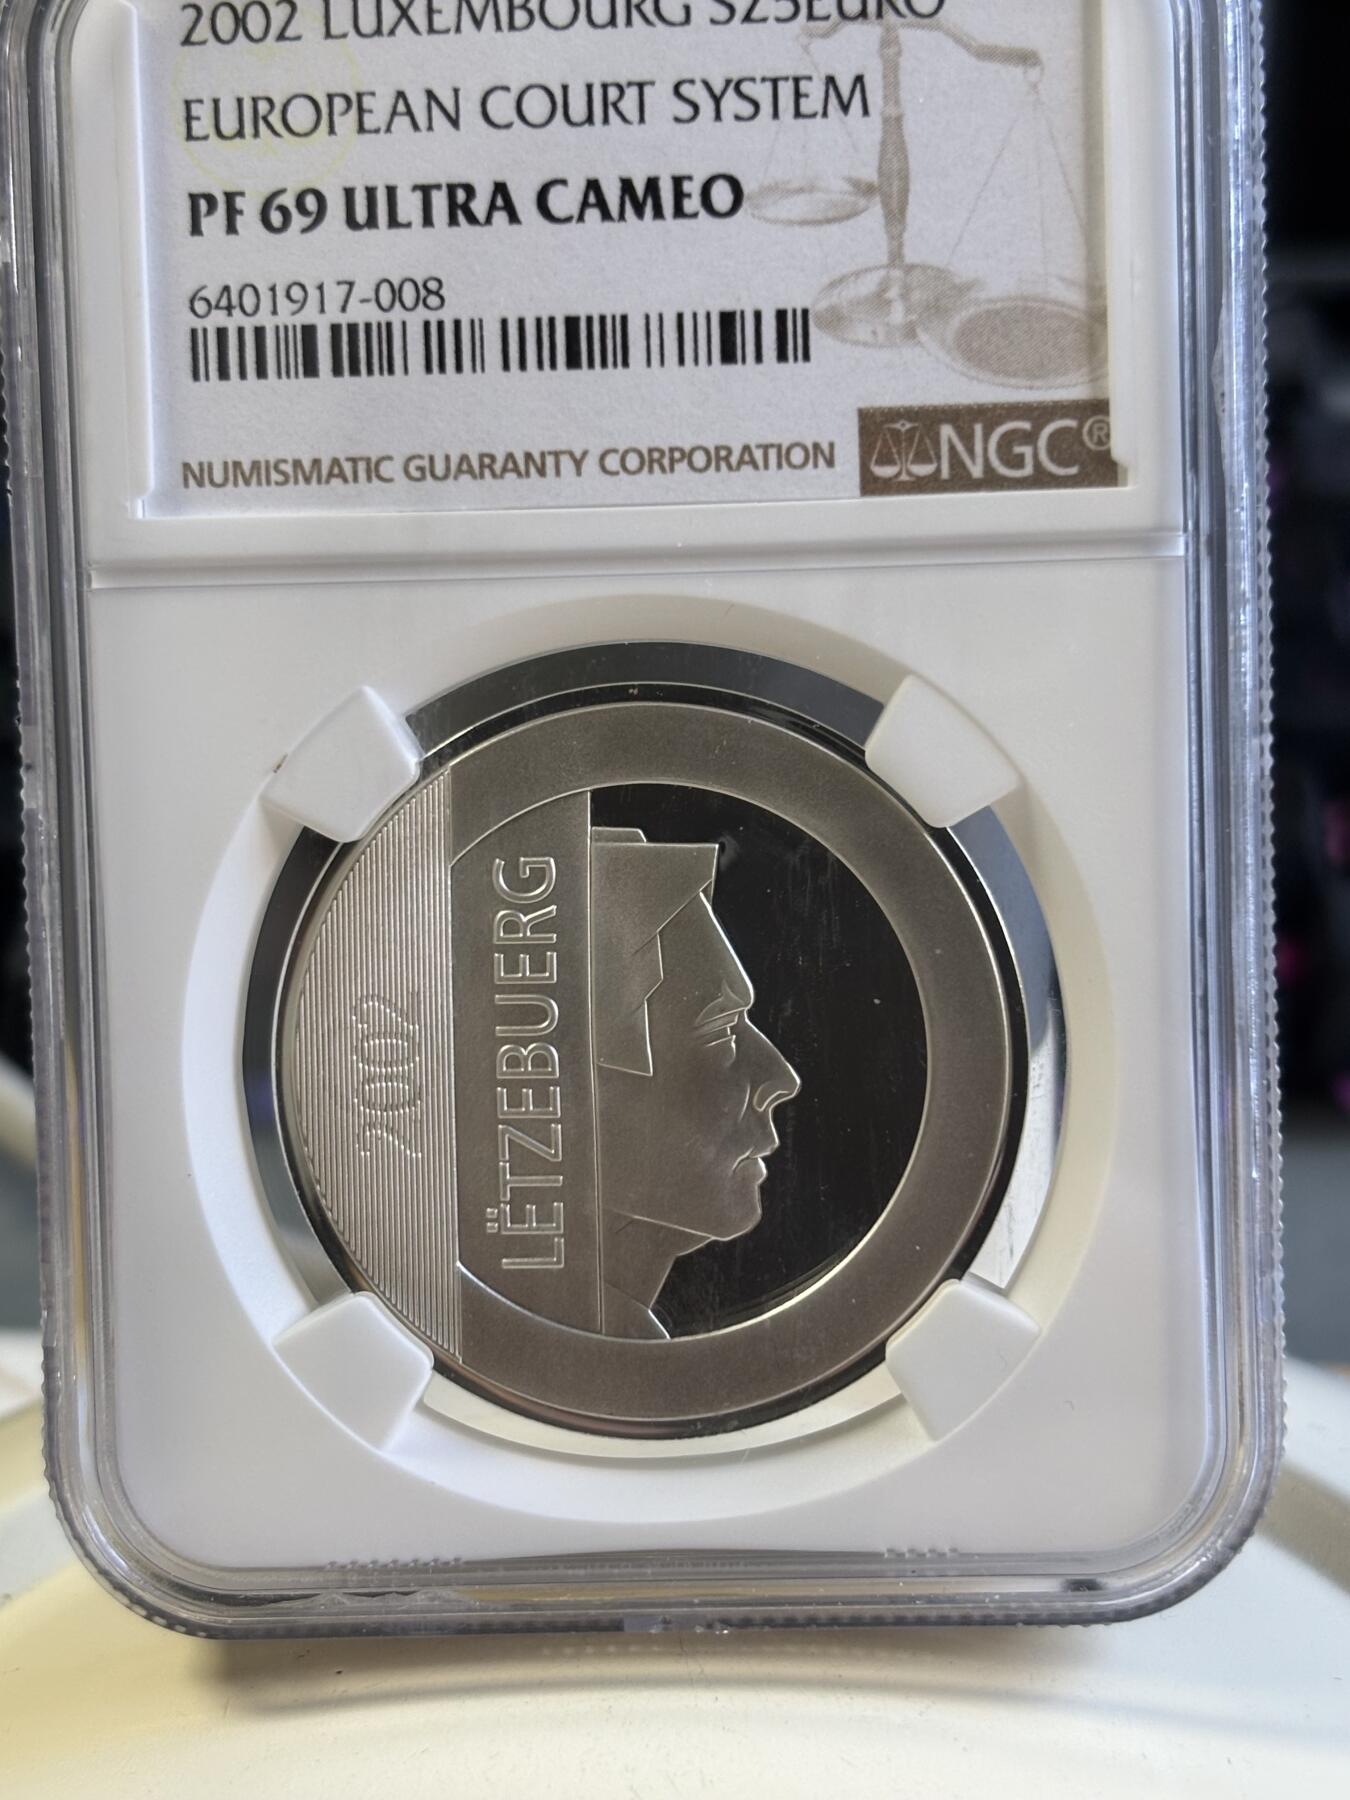 2002 LUXEMBOURG S25EURO
EUROPEAN COURT SYSTEM
PF 69 ULTRA CAMEO
6401917-008
NUMISMATIC GUARANTY CORPORATION
NGC®
2002
LËTZEBUERG